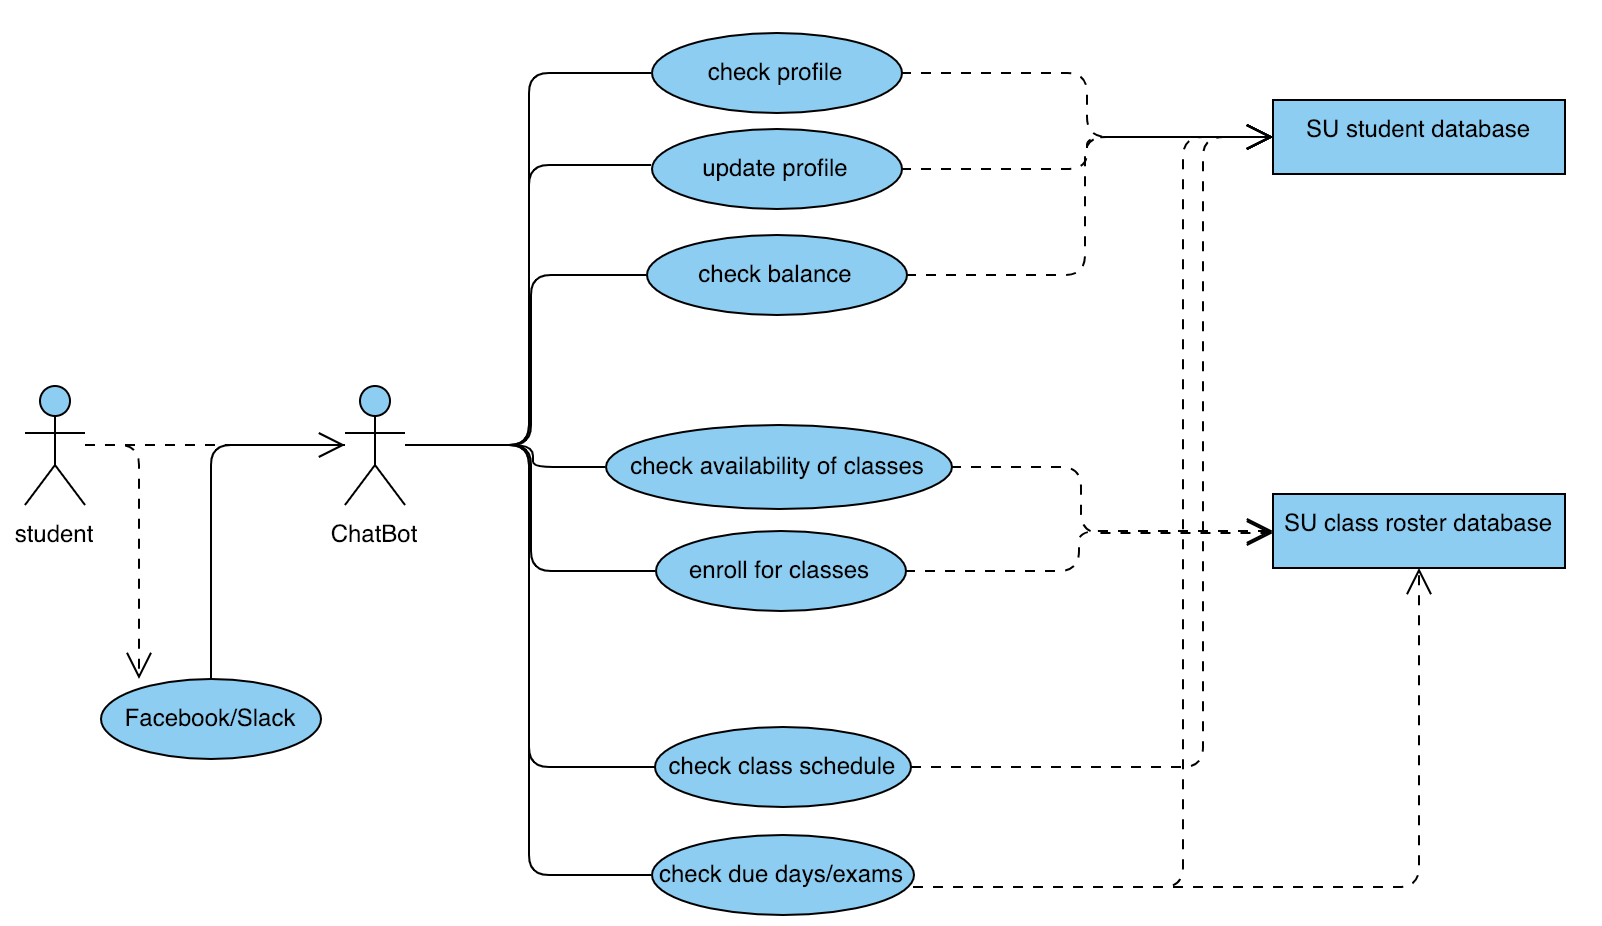 check profile
SU student database
update profile
check balance
student
ChatBot
check availability of classes
SU class roster database
enroll for classes
Facebook/Slack
check class schedule
check due days/exams